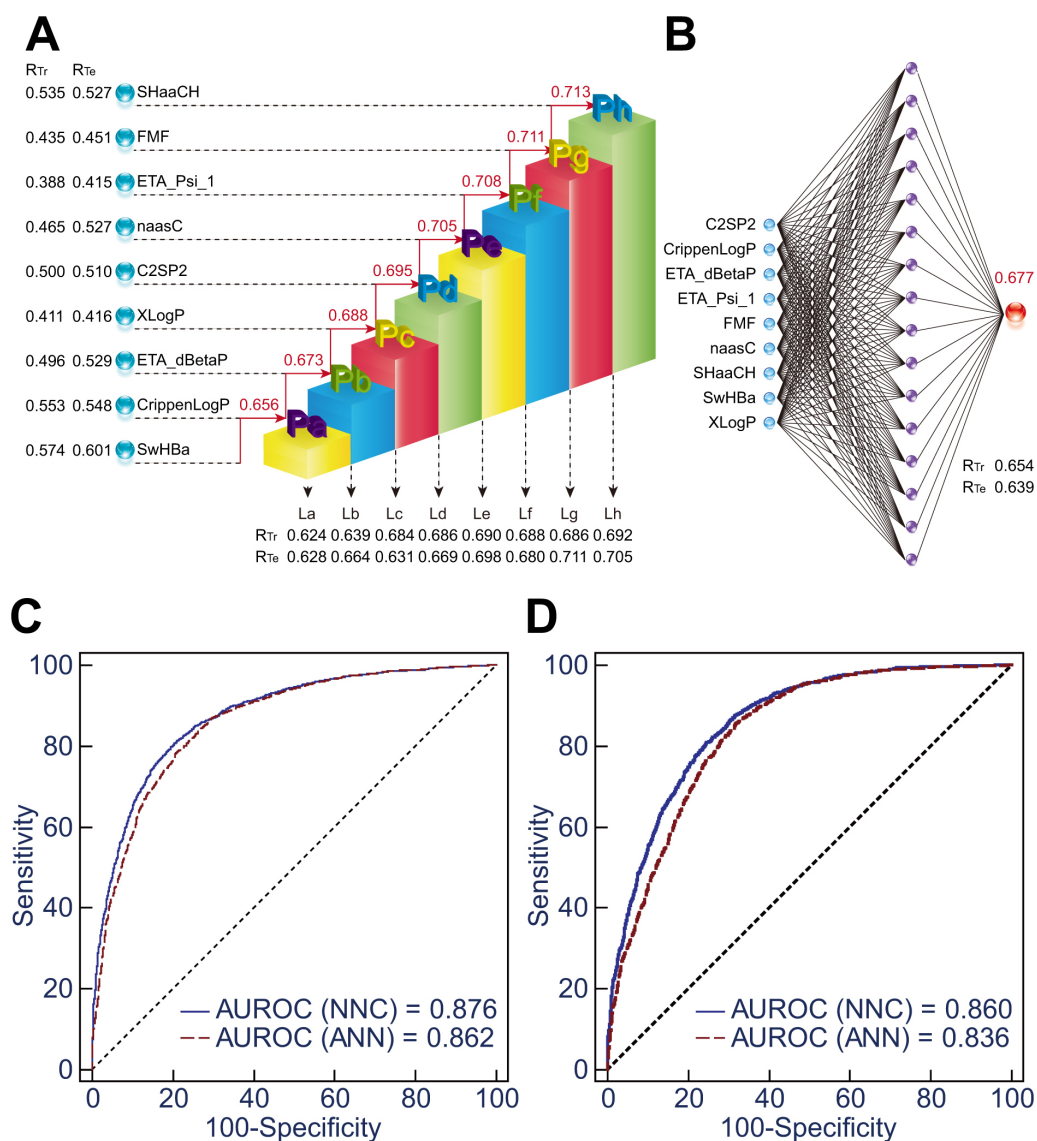 A
RTr RTe
0.535 0.527 SHaaCH
0.435 0.451 FMF
0.388 0.415 ETA_Psi_1
0.465 0.527 naasC
0.500 0.510 C2SP2
0.411 0.416 XLogP
0.496 0.529 ETA_dBetaP
0.553 0.548 CrippenLogP
0.574 0.601 SwHBa
0.713 Ph
0.711 Pg
0.708 Pf
0.705 Pe
0.695 Pd
0.688 Pc
0.673 Pb
0.656 Pa
La Lb Lc Ld Le Lf Lg Lh
RTr 0.624 0.639 0.684 0.686 0.690 0.688 0.686 0.692
RTe 0.628 0.664 0.631 0.669 0.698 0.680 0.711 0.705
B
C2SP2
CrippenLogP
ETA_dBetaP
ETA_Psi_1
FMF
naasC
SHaaCH
SwHBa
XLogP
0.677
RTr 0.654
RTe 0.639
C
Sensitivity
100
80
60
40
20
0
AUROC (NNC) = 0.876
AUROC (ANN) = 0.862
0 20 40 60 80 100
100-Specificity
D
Sensitivity
100
80
60
40
20
0
AUROC (NNC) = 0.860
AUROC (ANN) = 0.836
0 20 40 60 80 100
100-Specificity